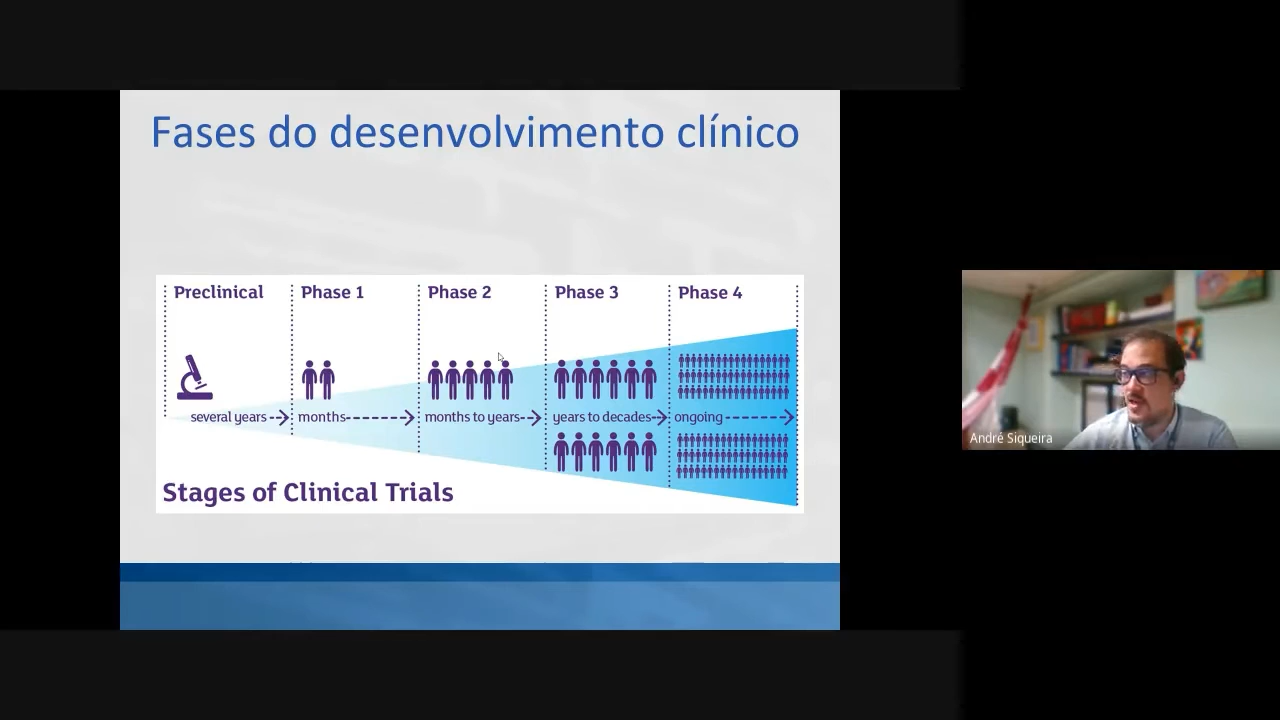 Fases do desenvolvimento clínico
Preclinical
Phase 1
Phase 2
Phase 3
Phase 4
several years
months
months to years
years to decades
ongoing
Stages of Clinical Trials
André Siqueira